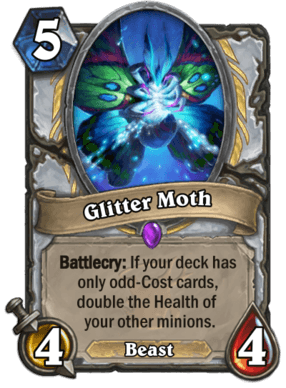 5
Glitter Moth
Battlecry: If your deck has
only odd-Cost cards,
double the Health of
your other minions.
4
Beast
4